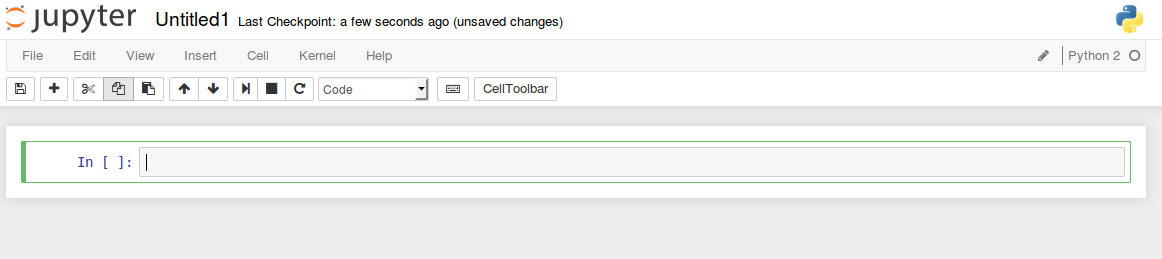 jupyter Untitled1 Last Checkpoint: a few seconds ago (unsaved changes)
File Edit View Insert Cell Kernel Help Python 2
Code CellToolbar
In [ ]: